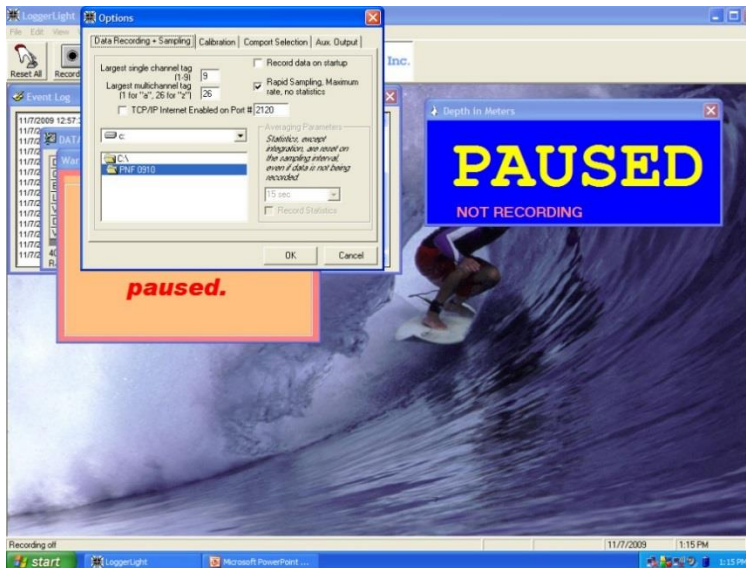 LoggerLight
Options
File Edit View
Data Recording + Sampling Calibration Comport Selection Aux. Output
Inc.
Reset All Record
Largest single channel tag
(1-9) 9
Largest multichannel tag
(1 for "a", 26 for "z") 26
Record data on startup
Rapid Sampling, Maximum
rate, no statistics
TCP/IP Internet Enabled on Port # 2120
c:
C:\
PNF 0910
Averaging Parameters
Statistics, except
integration, are reset on
the sampling interval,
even if data is not being
recorded
15 sec
Record Statistics
OK Cancel
Event Log
11/7/2009 12:57:
DATA
War
paused.
Depth in Meters
PAUSED
NOT RECORDING
Recording off
11/7/2009 1:15 PM
start LoggerLight Microsoft PowerPoint ... 1:15 PM